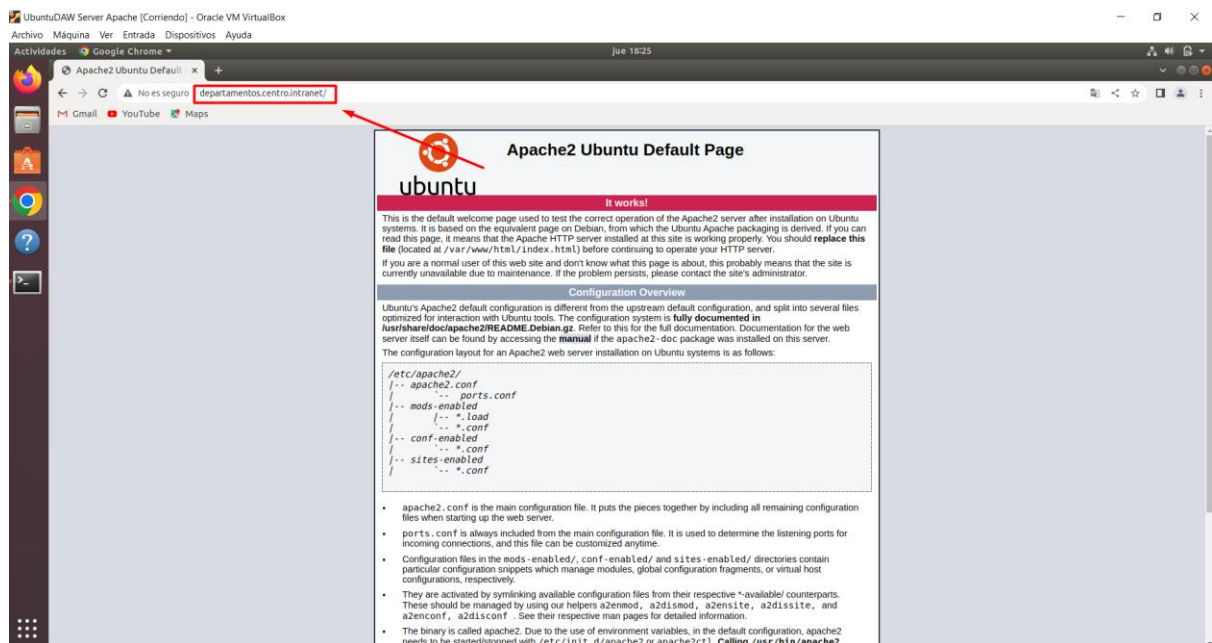 UbuntuDAW Server Apache [Corriendo] - Oracle VM VirtualBox
Archivo Máquina Ver Entrada Dispositivos Ayuda
Actividades Google Chrome jue 18:25
Apache2 Ubuntu Default
No es seguro departamentos.centro.intranet/
Gmail YouTube Maps
Apache2 Ubuntu Default Page
ubuntu
It works!
This is the default welcome page used to test the correct operation of the Apache2 server after installation on Ubuntu
systems. It is based on the equivalent page on Debian, from which the Ubuntu Apache packaging is derived. If you can
read this page, it means that the Apache HTTP server installed at this site is working properly. You should replace this
file (located at /var/www/html/index.html) before continuing to operate your HTTP server.
If you are a normal user of this web site and don't know what this page is about, this probably means that the site is
currently unavailable due to maintenance. If the problem persists, please contact the site's administrator.
Configuration Overview
Ubuntu's Apache2 default configuration is different from the upstream default configuration, and split into several files
optimized for interaction with Ubuntu tools. The configuration system is fully documented in
/usr/share/doc/apache2/README.Debian.gz. Refer to this for the full documentation. Documentation for the web
server itself can be found by accessing the manual if the apache2-doc package was installed on this server.
The configuration layout for an Apache2 web server installation on Ubuntu systems is as follows:
/etc/apache2/
|-- apache2.conf
| `-- ports.conf
|-- mods-enabled
| |-- *.load
| `-- *.conf
|-- conf-enabled
| `-- *.conf
|-- sites-enabled
| `-- *.conf
• apache2.conf is the main configuration file. It puts the pieces together by including all remaining configuration
files when starting up the web server.
• ports.conf is always included from the main configuration file. It is used to determine the listening ports for
incoming connections, and this file can be customized anytime.
• Configuration files in the mods-enabled/, conf-enabled/ and sites-enabled/ directories contain
particular configuration snippets which manage modules, global configuration fragments, or virtual host
configurations, respectively.
• They are activated by symlinking available configuration files from their respective *-available/ counterparts.
These should be managed by using our helpers a2enmod, a2dismod, a2ensite, a2dissite, and
a2enconf, a2disconf . See their respective man pages for detailed information.
• The binary is called apache2. Due to the use of environment variables, in the default configuration, apache2
needs to be started/stopped with /etc/init.d/apache2 or apache2ctl. Calling /usr/bin/apache2